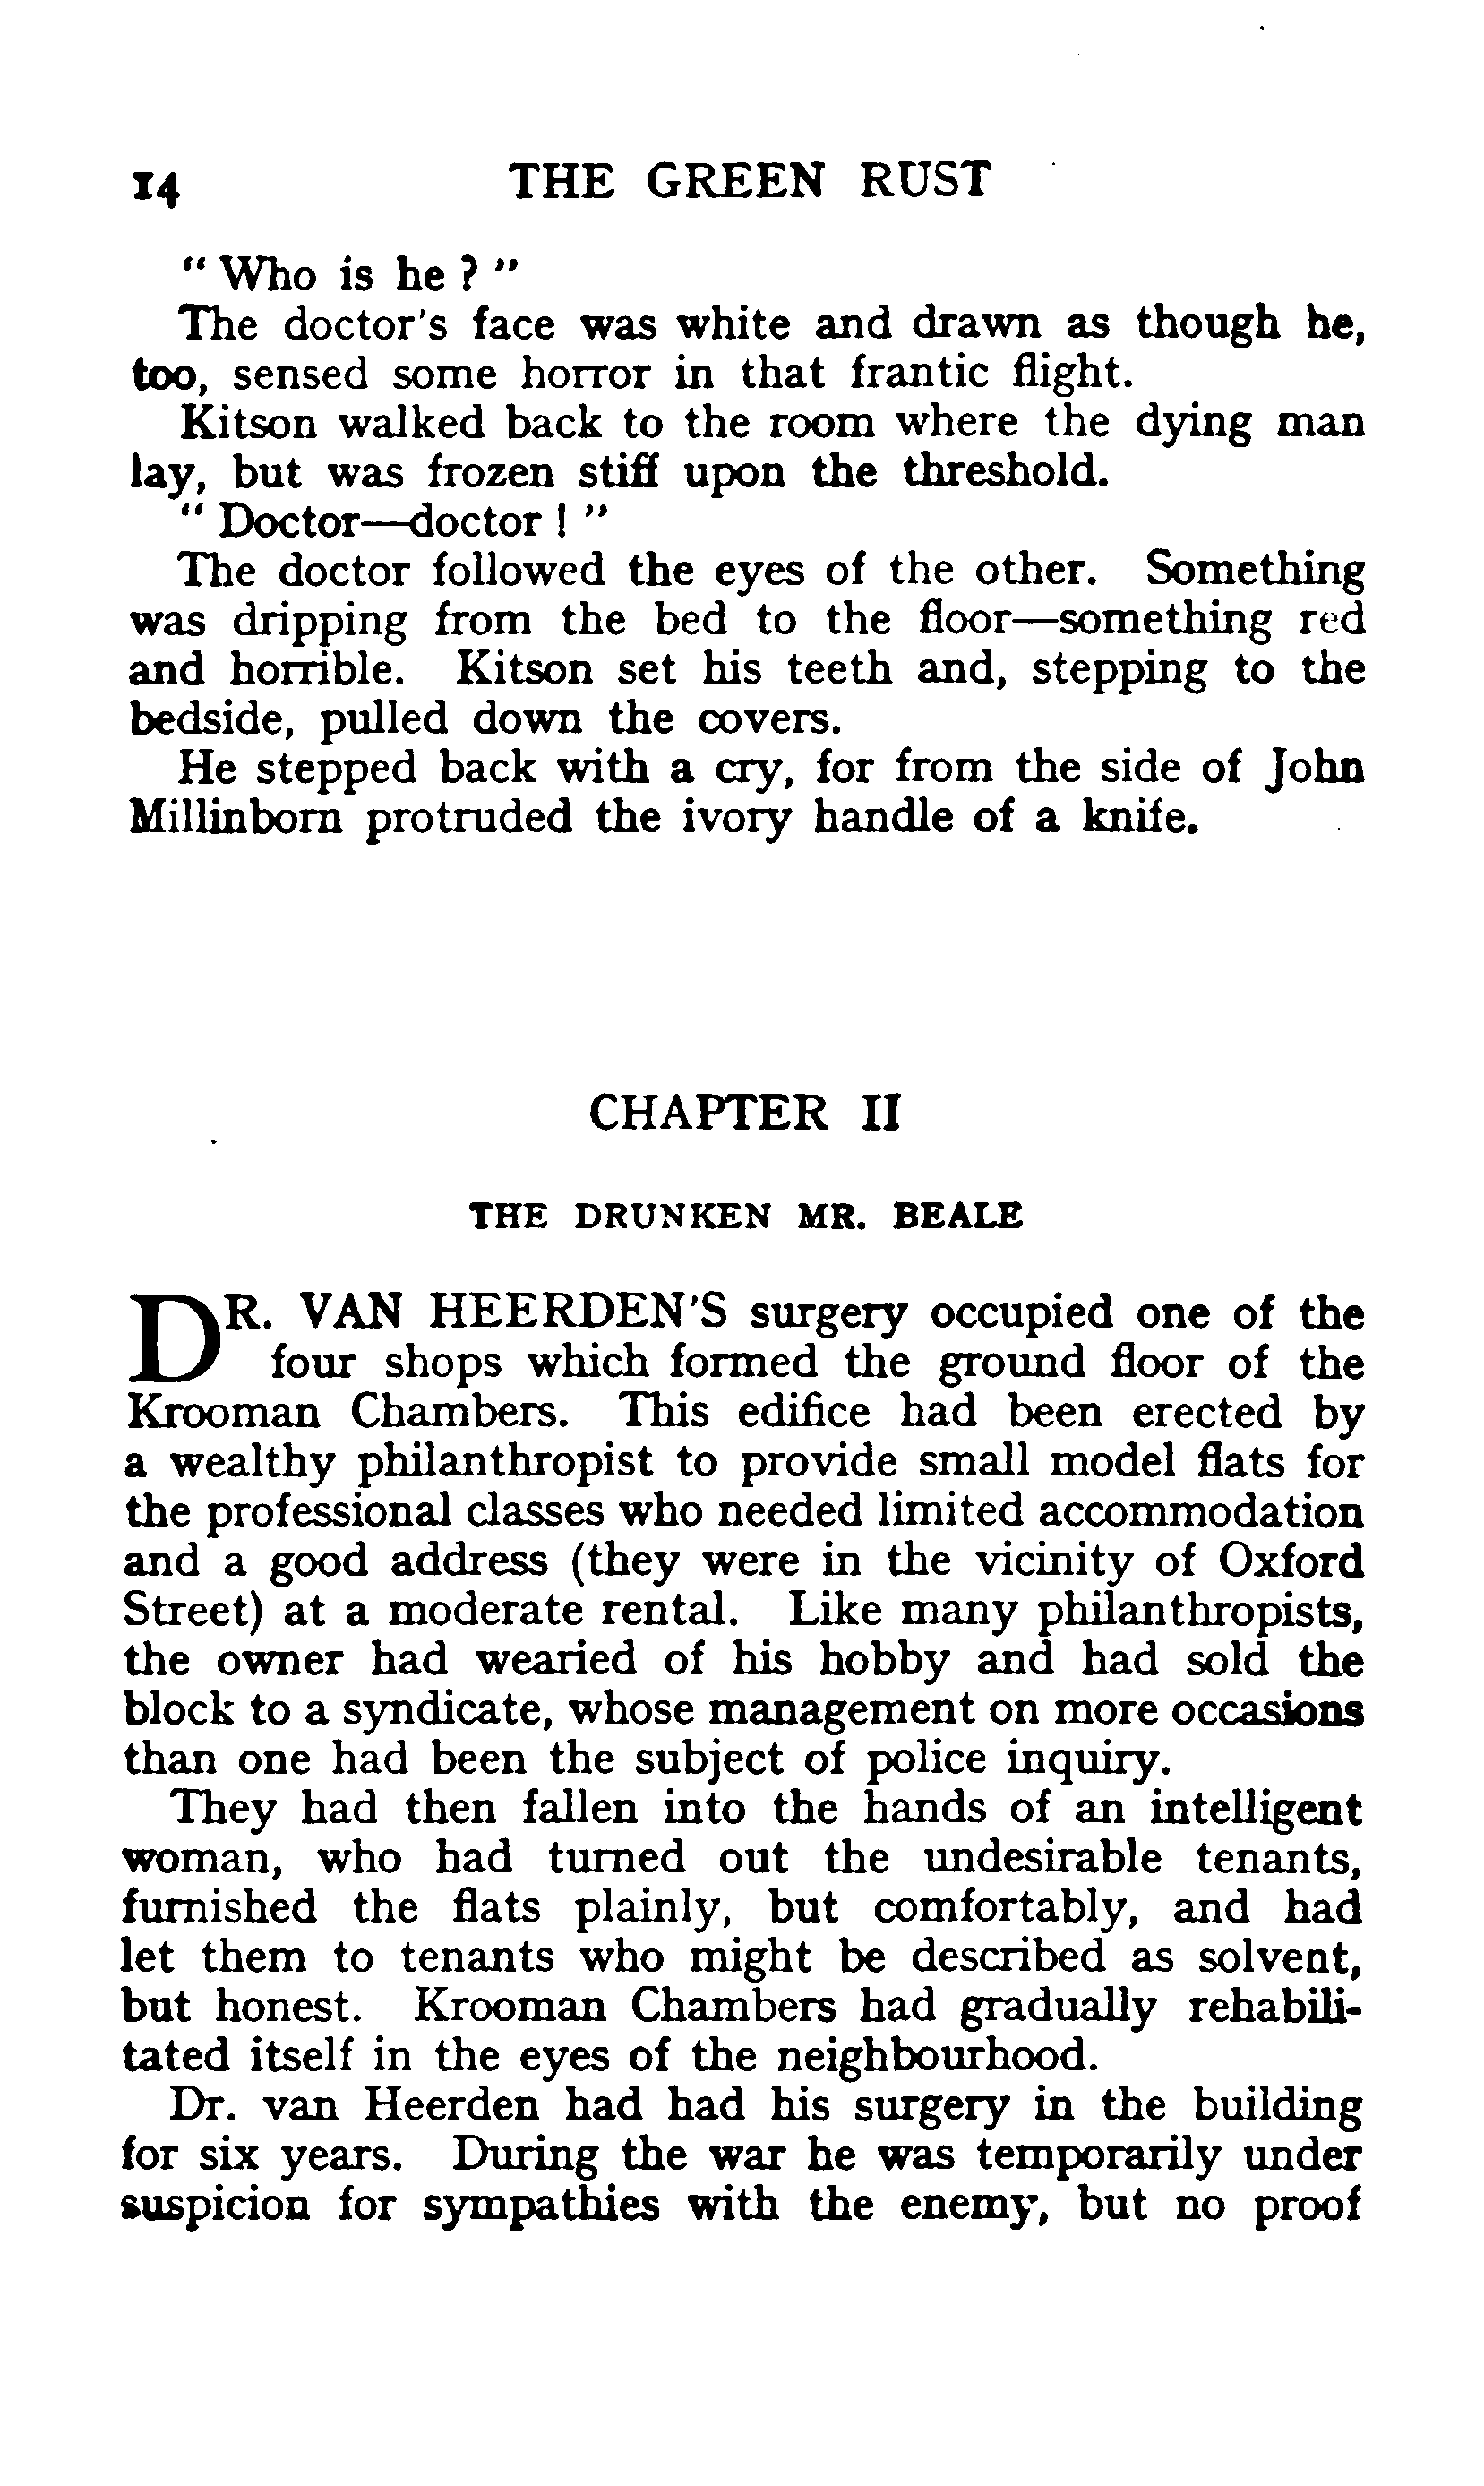 14 THE GREEN RUST
" Who is he ? "
The doctor's face was white and drawn as though he,
too, sensed some horror in that frantic flight.
Kitson walked back to the room where the dying man
lay, but was frozen stiff upon the threshold.
" Doctor—doctor ! "
The doctor followed the eyes of the other. Something
was dripping from the bed to the floor—something red
and horrible. Kitson set his teeth and, stepping to the
bedside, pulled down the covers.
He stepped back with a cry, for from the side of John
Millinborn protruded the ivory handle of a knife.
CHAPTER II
THE DRUNKEN MR. BEALE
DR. VAN HEERDEN'S surgery occupied one of the
four shops which formed the ground floor of the
Krooman Chambers. This edifice had been erected by
a wealthy philanthropist to provide small model flats for
the professional classes who needed limited accommodation
and a good address (they were in the vicinity of Oxford
Street) at a moderate rental. Like many philanthropists,
the owner had wearied of his hobby and had sold the
block to a syndicate, whose management on more occasions
than one had been the subject of police inquiry.
They had then fallen into the hands of an intelligent
woman, who had turned out the undesirable tenants,
furnished the flats plainly, but comfortably, and had
let them to tenants who might be described as solvent,
but honest. Krooman Chambers had gradually rehabili-
tated itself in the eyes of the neighbourhood.
Dr. van Heerden had had his surgery in the building
for six years. During the war he was temporarily under
suspicion for sympathies with the enemy, but no proof